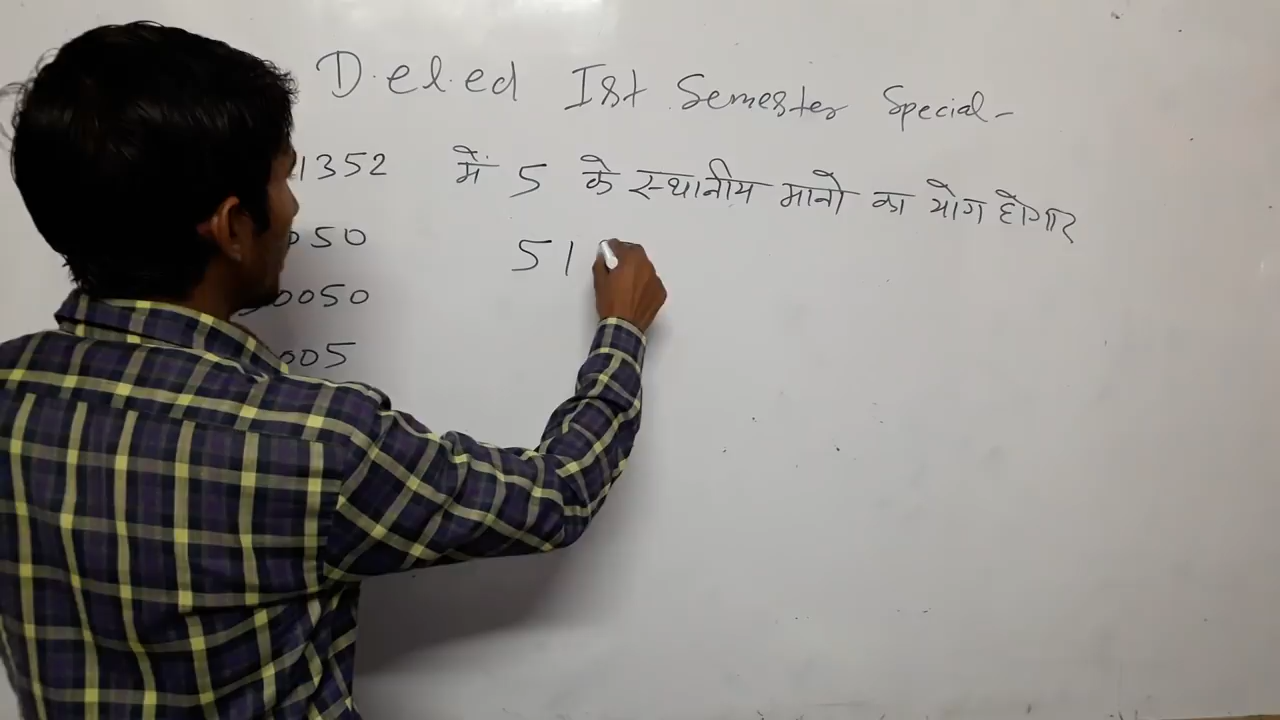 D.El.ed Ist Semester Special-
1352 में 5 के स्थानीय मानो का योग होगा?
51
050
0050
005